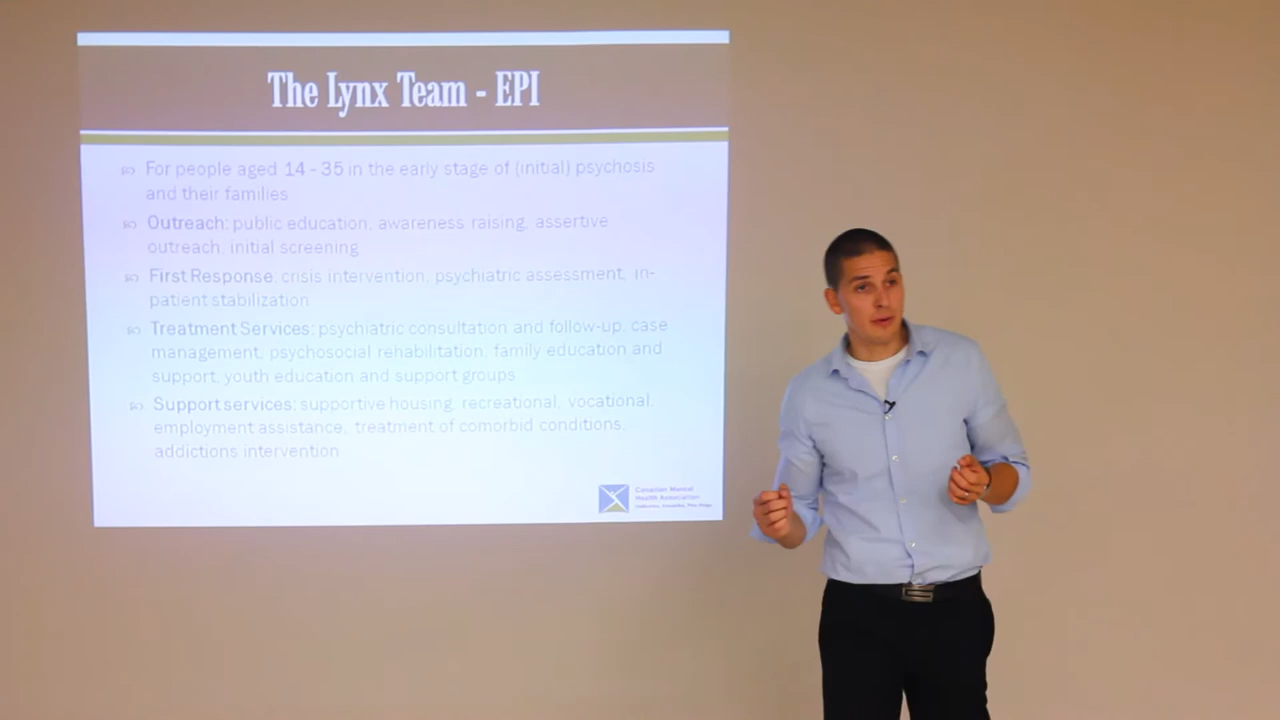 The Lynx Team - EPI
For people aged 14 - 35 in the early stage of (initial) psychosis
and their families
Outreach: public education, awareness raising, assertive
outreach, initial screening
First Response: crisis intervention, psychiatric assessment, in-
patient stabilization
Treatment Services: psychiatric consultation and follow-up, case
management, psychosocial rehabilitation, family education and
support, youth education and support groups
Support services: supportive housing, recreational, vocational,
employment assistance, treatment of comorbid conditions,
addictions intervention
Canadian Mental
Health Association
Pine Ridge